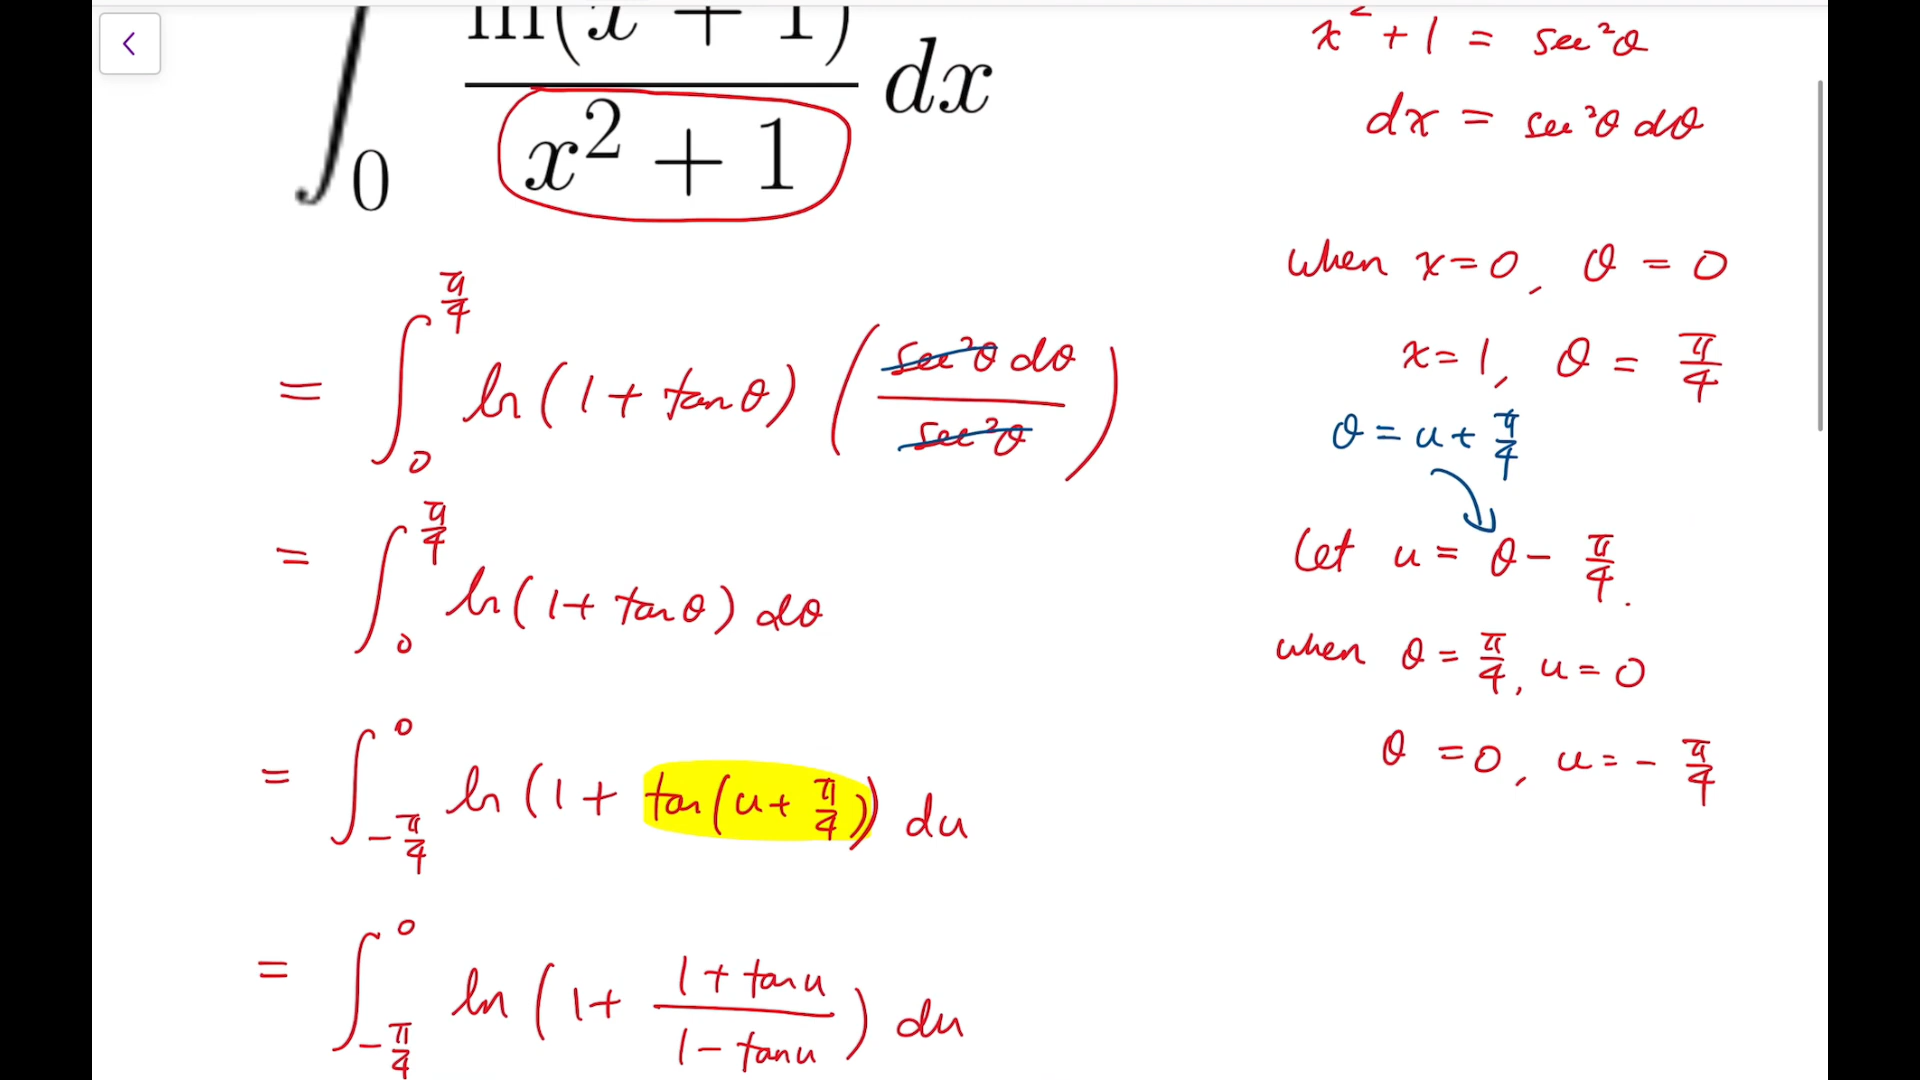 ∫₀ ln(x + 1) / (x² + 1) dx
= ∫₀^(π/4) ln(1 + tanθ) (sec²θ dθ / sec²θ)
= ∫₀^(π/4) ln(1 + tanθ) dθ
= ∫_(-π/4)^0 ln(1 + tan(u + π/4)) du
= ∫_(-π/4)^0 ln(1 + (1 + tan u) / (1 - tan u)) du
x² + 1 = sec²θ
dx = sec²θ dθ
when x = 0, θ = 0
x = 1, θ = π/4
θ = u + π/4
Let u = θ - π/4.
when θ = π/4, u = 0
θ = 0, u = - π/4